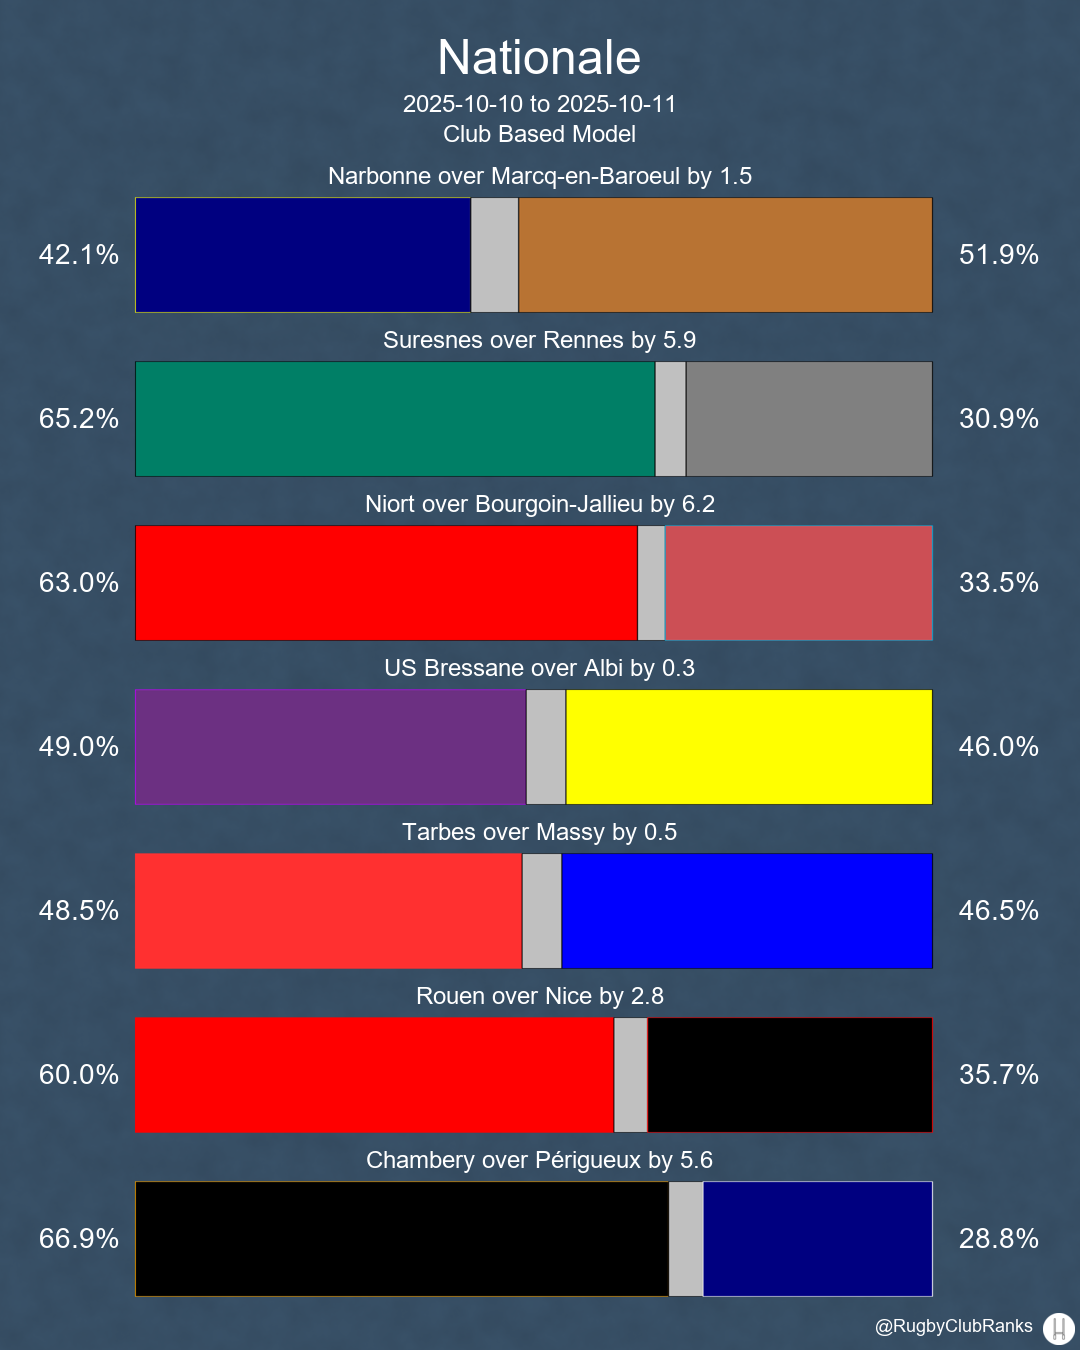 Nationale
2025-10-10 to 2025-10-11
Club Based Model
Narbonne over Marcq-en-Baroeul by 1.5
42.1% 51.9%
Suresnes over Rennes by 5.9
65.2% 30.9%
Niort over Bourgoin-Jallieu by 6.2
63.0% 33.5%
US Bressane over Albi by 0.3
49.0% 46.0%
Tarbes over Massy by 0.5
48.5% 46.5%
Rouen over Nice by 2.8
60.0% 35.7%
Chambery over Périgueux by 5.6
66.9% 28.8%
@RugbyClubRanks